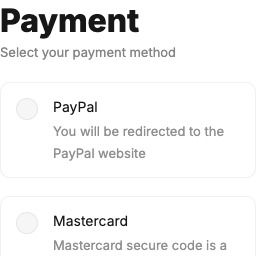 Payment
Select your payment method
PayPal
You will be redirected to the
PayPal website
Mastercard
Mastercard secure code is a